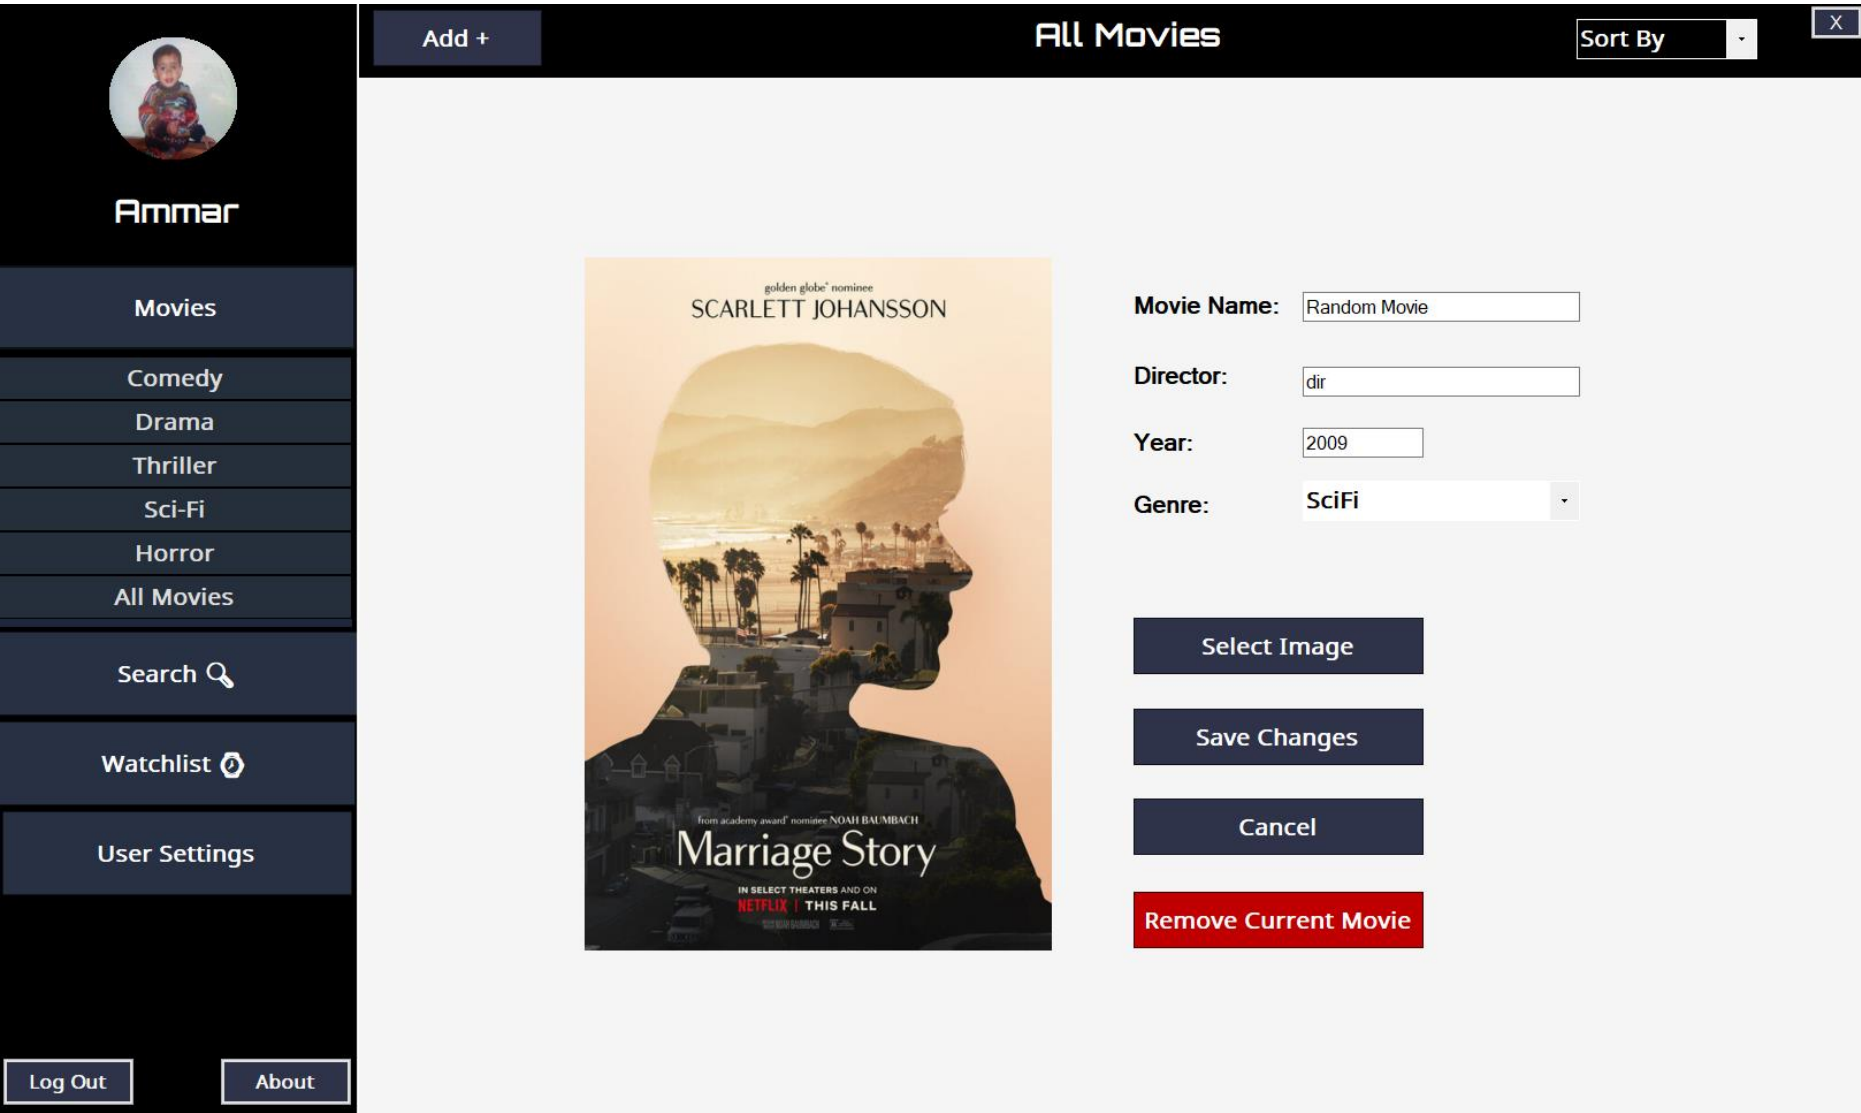 Add +
All Movies
Sort By
X
Ammar
Movies
Comedy
Drama
Thriller
Sci-Fi
Horror
All Movies
Search
Watchlist
User Settings
Log Out
About
golden globe® nominee
SCARLETT JOHANSSON
from academy award® nominee NOAH BAUMBACH
Marriage Story
IN SELECT THEATERS AND ON
NETFLIX | THIS FALL
Movie Name: Random Movie
Director: dir
Year: 2009
Genre: SciFi
Select Image
Save Changes
Cancel
Remove Current Movie